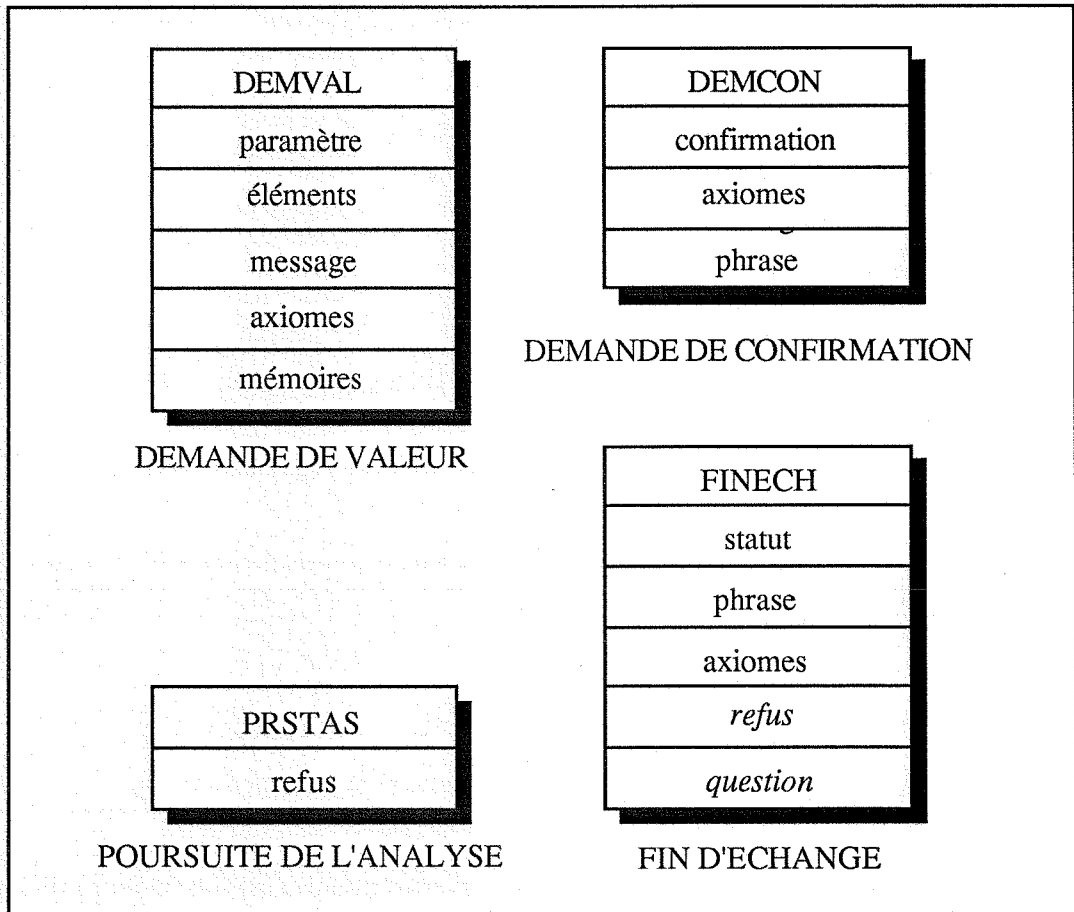 DEMVAL
paramètre
éléments
message
axiomes
mémoires
DEMANDE DE VALEUR
DEMCON
confirmation
axiomes
phrase
DEMANDE DE CONFIRMATION
PRSTAS
refus
POURSUITE DE L'ANALYSE
FINECH
statut
phrase
axiomes
refus
question
FIN D'ECHANGE